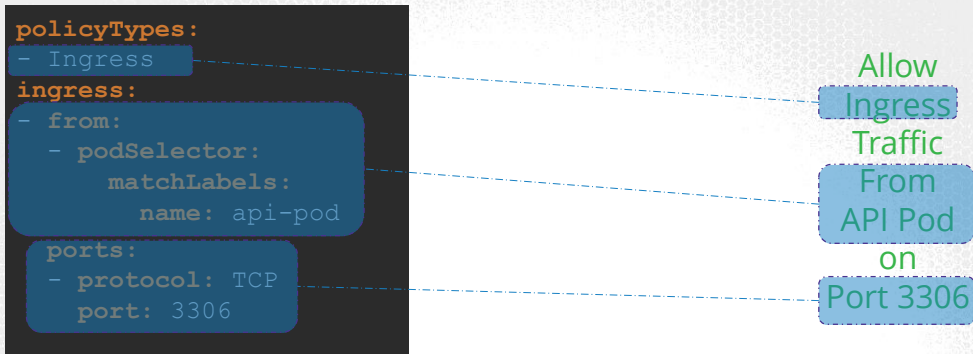 policyTypes:
- Ingress
ingress:
- from:
  - podSelector:
      matchLabels:
        name: api-pod
  ports:
  - protocol: TCP
    port: 3306
Allow
Ingress
Traffic
From
API Pod
on
Port 3306